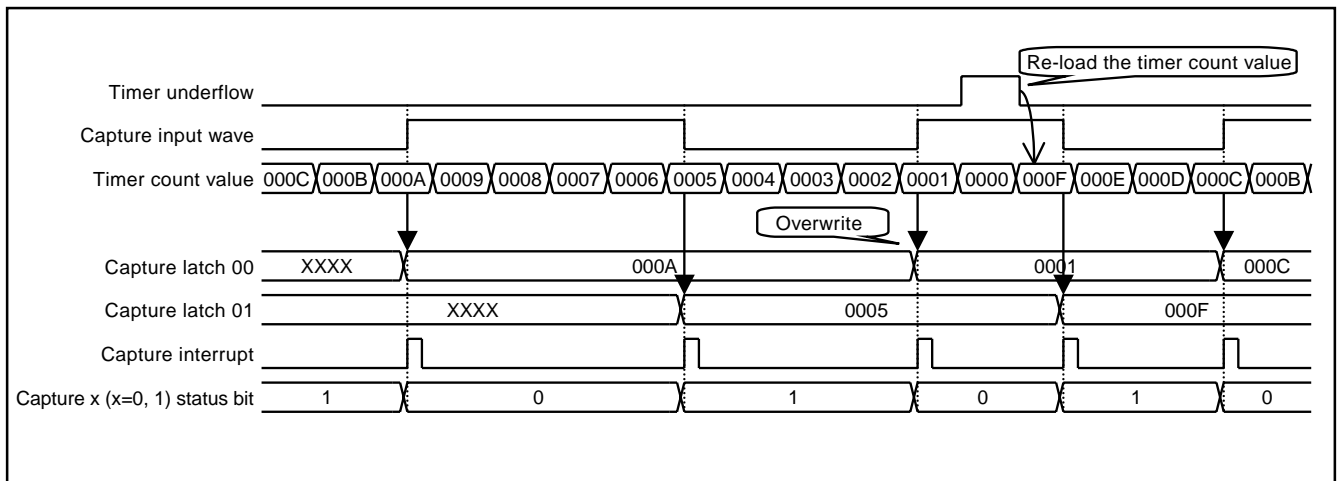 Re-load the timer count value
Timer underflow
Capture input wave
Timer count value 000C 000B 000A 0009 0008 0007 0006 0005 0004 0003 0002 0001 0000 000F 000E 000D 000C 000B
Overwrite
Capture latch 00 XXXX 000A 0001 000C
Capture latch 01 XXXX 0005 000F
Capture interrupt
Capture x (x=0, 1) status bit 1 0 1 0 1 0